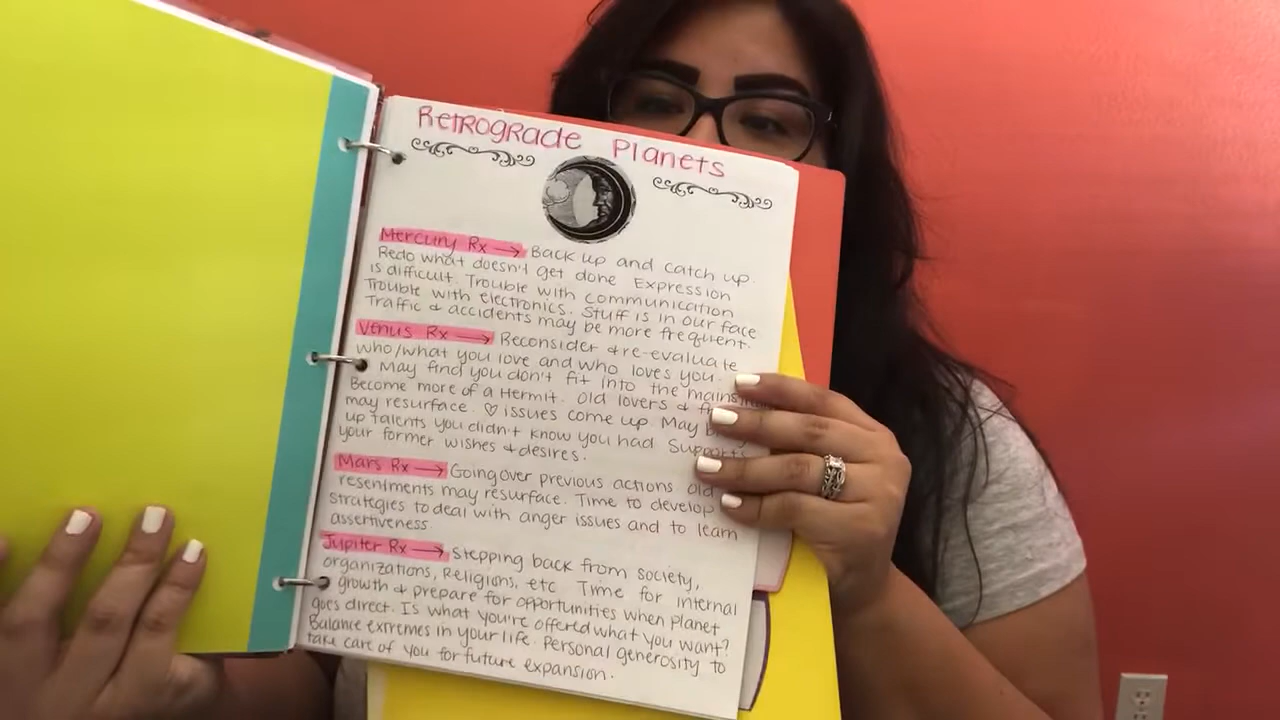 Retrograde Planets
Mercury Rx → Back up and catch up.
Redo what doesn't get done Expression
is difficult. Trouble with communication
Trouble with electronics. Stuff is in our face
Traffic & accidents may be more frequent.
Venus Rx → Reconsider & re-evaluate
who/what you love and who loves you.
May find you don't fit into the
Become more of a Hermit. Old lovers &
may resurface. ♡ issues come up. May
up talents you didn't know you had Supports
your former wishes & desires.
Mars Rx → Going over previous actions Old
resentments may resurface. Time to develop
strategies to deal with anger issues and to learn
assertiveness
Jupiter Rx → Stepping back from society,
organizations, Religions, etc Time for internal
growth & prepare for opportunities when planet
goes direct. Is what you're offered what you want?
Balance extremes in your life. Personal generosity to
take care of you for future expansion.